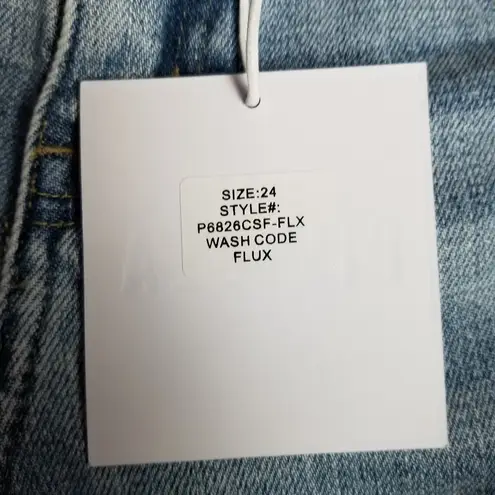 SIZE:24
STYLE#:
P6826CSF-FLX
WASH CODE
FLUX